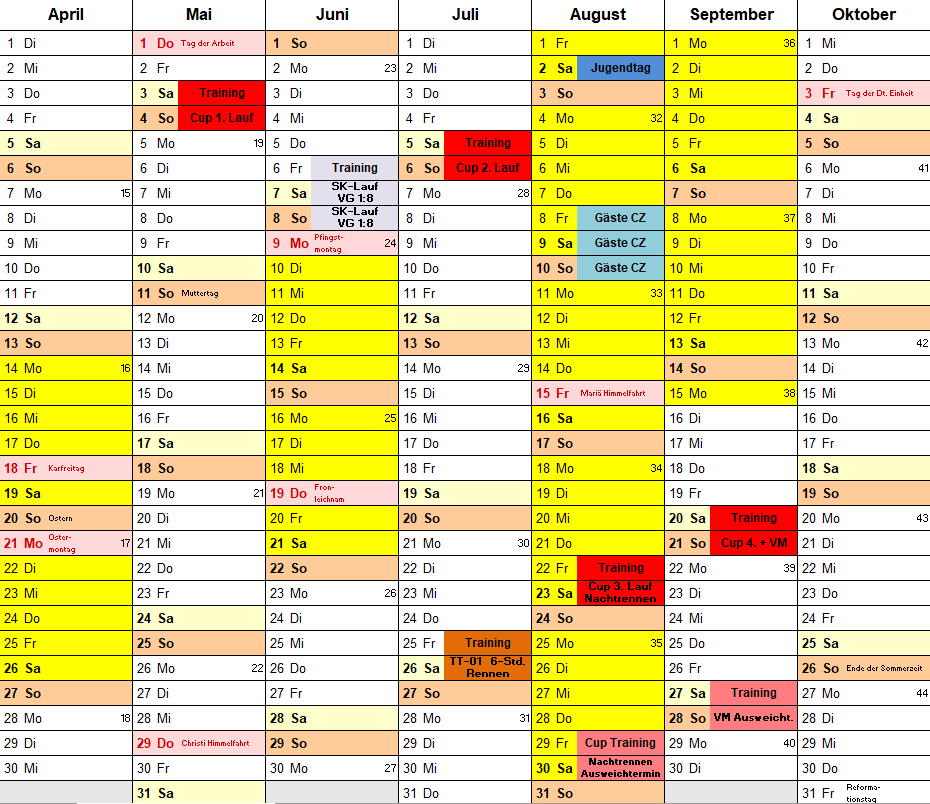 April
1 Di
2 Mi
3 Do
4 Fr
5 Sa
6 So
7 Mo 15
8 Di
9 Mi
10 Do
11 Fr
12 Sa
13 So
14 Mo 16
15 Di
16 Mi
17 Do
18 Fr Karfreitag
19 Sa
20 So Ostern
21 Mo Oster-
montag 17
22 Di
23 Mi
24 Do
25 Fr
26 Sa
27 So
28 Mo 18
29 Di
30 Mi
Mai
1 Do Tag der Arbeit
2 Fr
3 Sa Training
4 So Cup 1. Lauf
5 Mo 19
6 Di
7 Mi
8 Do
9 Fr
10 Sa
11 So Muttertag
12 Mo 20
13 Di
14 Mi
15 Do
16 Fr
17 Sa
18 So
19 Mo 21
20 Di
21 Mi
22 Do
23 Fr
24 Sa
25 So
26 Mo 22
27 Di
28 Mi
29 Do Christi Himmelfahrt
30 Fr
31 Sa
Juni
1 So
2 Mo 23
3 Di
4 Mi
5 Do
6 Fr Training
7 Sa SK-Lauf
VG 1:8
8 So SK-Lauf
VG 1:8
9 Mo Pfingst-
montag 24
10 Di
11 Mi
12 Do
13 Fr
14 Sa
15 So
16 Mo 25
17 Di
18 Mi
19 Do Fron-
leichnam
20 Fr
21 Sa
22 So
23 Mo 26
24 Di
25 Mi
26 Do
27 Fr
28 Sa
29 So
30 Mo 27
Juli
1 Di
2 Mi
3 Do
4 Fr
5 Sa Training
6 So Cup 2. Lauf
7 Mo 28
8 Di
9 Mi
10 Do
11 Fr
12 Sa
13 So
14 Mo 29
15 Di
16 Mi
17 Do
18 Fr
19 Sa
20 So
21 Mo 30
22 Di
23 Mi
24 Do
25 Fr Training
26 Sa TT-01 6-Std.
Rennen
27 So
28 Mo 31
29 Di
30 Mi
31 Do
August
1 Fr
2 Sa Jugendtag
3 So
4 Mo 32
5 Di
6 Mi
7 Do
8 Fr Gäste CZ
9 Sa Gäste CZ
10 So Gäste CZ
11 Mo 33
12 Di
13 Mi
14 Do
15 Fr Mariä Himmelfahrt
16 Sa
17 So
18 Mo 34
19 Di
20 Mi
21 Do
22 Fr Training
23 Sa Cup 3. Lauf
Nachtrennen
24 So
25 Mo 35
26 Di
27 Mi
28 Do
29 Fr Cup Training
30 Sa Nachtrennen
Ausweichtermin
31 So
September
1 Mo 36
2 Di
3 Mi
4 Do
5 Fr
6 Sa
7 So
8 Mo 37
9 Di
10 Mi
11 Do
12 Fr
13 Sa
14 So
15 Mo 38
16 Di
17 Mi
18 Do
19 Fr
20 Sa Training
21 So Cup 4. + VM
22 Mo 39
23 Di
24 Mi
25 Do
26 Fr
27 Sa Training
28 So VM Ausweicht.
29 Mo 40
30 Di
Oktober
1 Mi
2 Do
3 Fr Tag der Dt. Einheit
4 Sa
5 So
6 Mo 41
7 Di
8 Mi
9 Do
10 Fr
11 Sa
12 So
13 Mo 42
14 Di
15 Mi
16 Do
17 Fr
18 Sa
19 So
20 Mo 43
21 Di
22 Mi
23 Do
24 Fr
25 Sa
26 So Ende der Sommerzeit
27 Mo 44
28 Di
29 Mi
30 Do
31 Fr Reforma-
tionstag